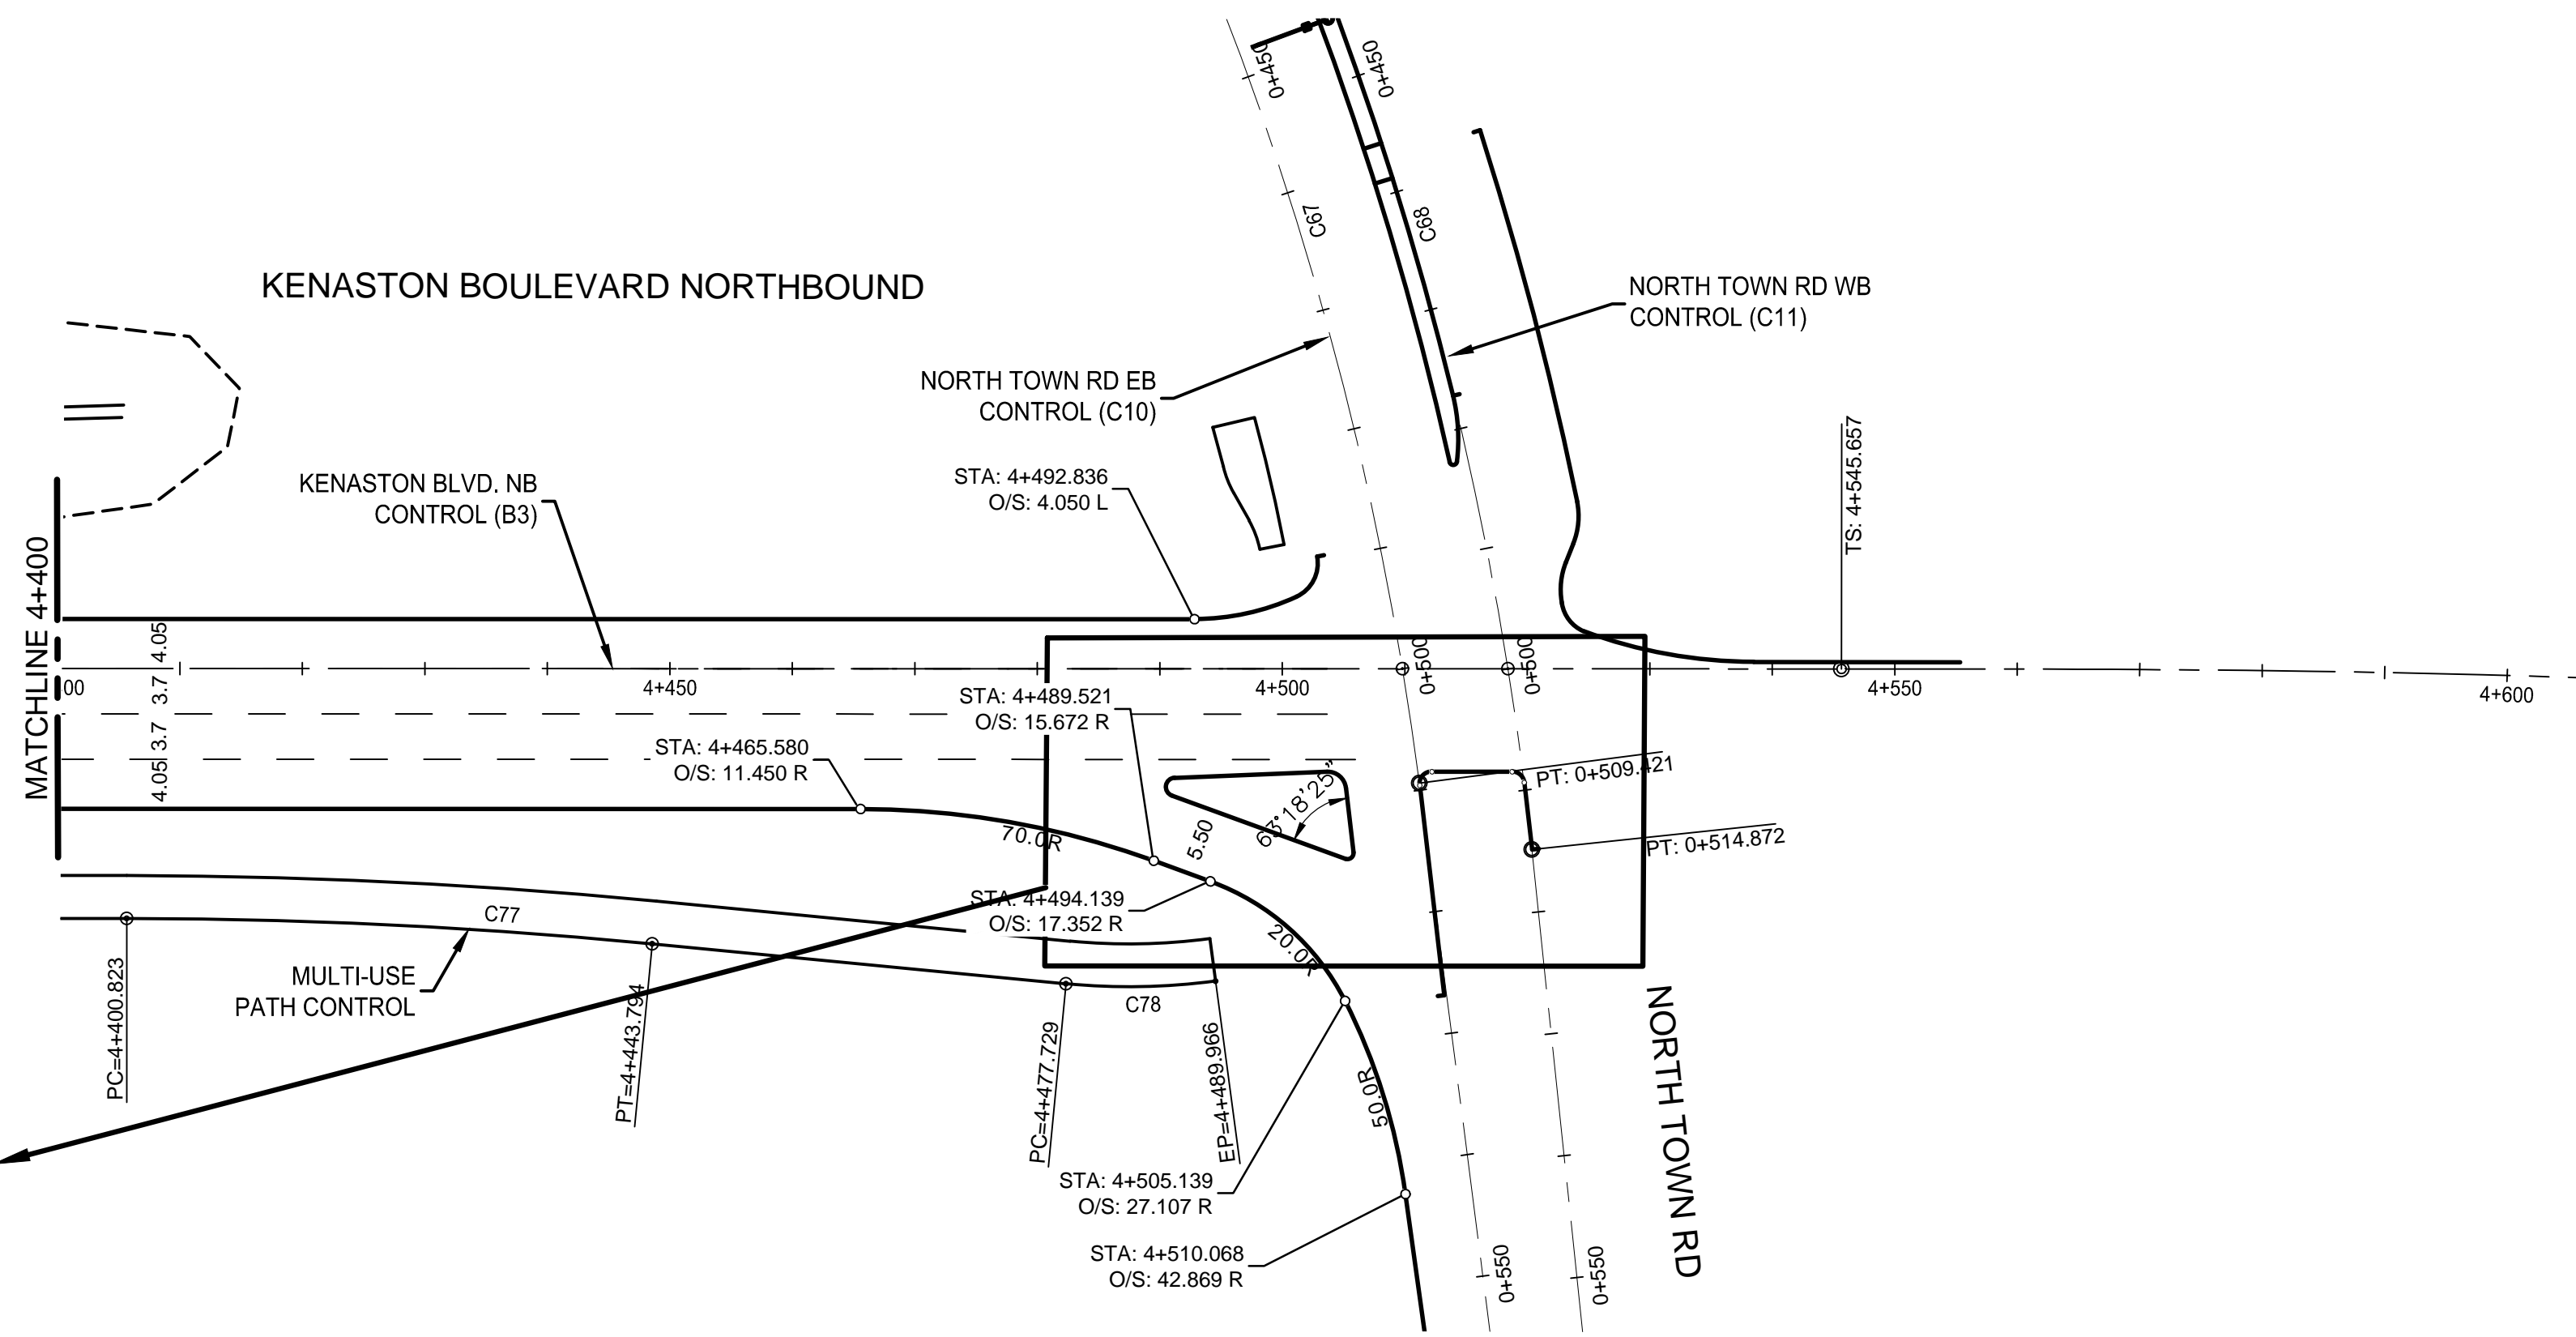 0+450
0+450
C67
C68
KENASTON BOULEVARD NORTHBOUND
NORTH TOWN RD WB
CONTROL (C11)
NORTH TOWN RD EB
CONTROL (C10)
STA: 4+492.836
O/S: 4.050 L
KENASTON BLVD. NB
CONTROL (B3)
TS: 4+545.657
MATCHLINE 4+400
4.05
3.7
3.7
4.05
00
4+450
4+500
0+500
0+500
4+550
4+600
STA: 4+489.521
O/S: 15.672 R
STA: 4+465.580
O/S: 11.450 R
PT: 0+509.421
63°18'25"
5.50
70.0R
PT: 0+514.872
STA: 4+494.139
O/S: 17.352 R
C77
20.0R
MULTI-USE
PATH CONTROL
C78
PC=4+400.823
PT=4+443.794
PC=4+477.729
EP=4+489.966
50.0R
NORTH TOWN RD
STA: 4+505.139
O/S: 27.107 R
STA: 4+510.068
O/S: 42.869 R
0+550
0+550